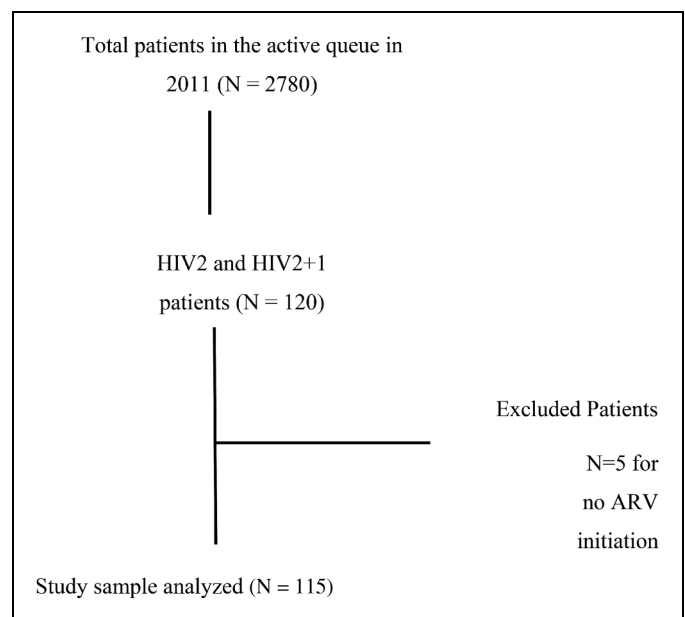 Total patients in the active queue in
2011 (N = 2780)
HIV2 and HIV2+1
patients (N = 120)
Excluded Patients
N=5 for
no ARV
initiation
Study sample analyzed (N = 115)